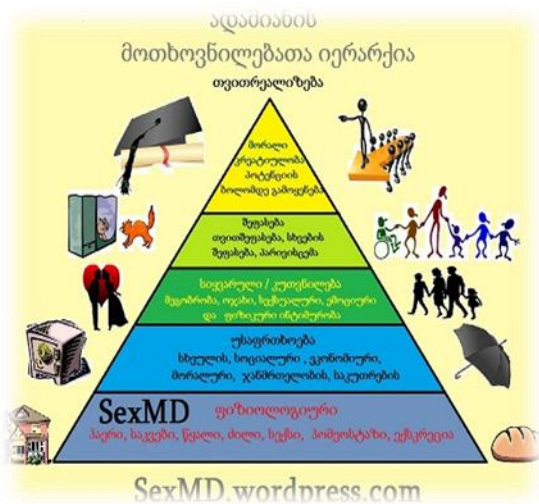 ადამიანის
მოთხოვნილებათა იერარქია
თვითრეალიზება
მორალი
კრეატიულობა
პოტენციის
ბოლომდე გამოყენება
შეფასება
თვითშეფასება, სხვების
შეფასება, პარივისცემა
სიყვარული / კუთვნილება
მეგობრობა, ოჯახი, სექსუალური, ემოციური
და ფიზიკური ინტიმურობა
უსაფრთხოება
სხეულის, სოციალური , ეკონომიური,
მორალური, ჯანმრთელობის, საკუთრების
SexMD ფიზიოლოგიური
ჰაერი, საკვები, წყალი, ძილი, სექსი, ჰომეოსტაზი, ექსკრეცია
SexMD.wordpress.com